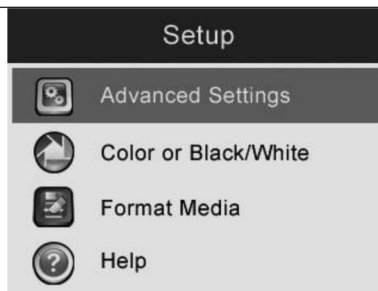 Setup
Advanced Settings
Color or Black/White
Format Media
Help